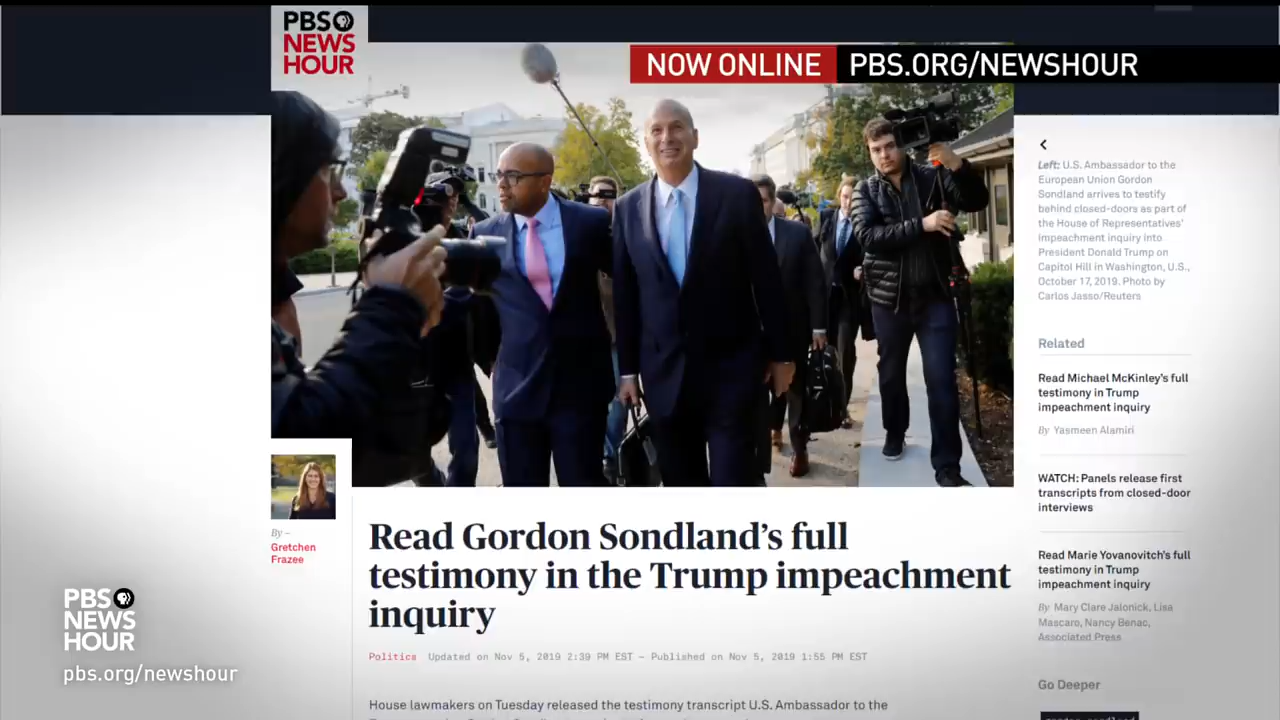 PBS
NEWS
HOUR
NOW ONLINE PBS.ORG/NEWSHOUR
Left: U.S. Ambassador to the
European Union Gordon
Sondland arrives to testify
behind closed-doors as part of
the House of Representatives'
impeachment inquiry into
President Donald Trump on
Capitol Hill in Washington, U.S.,
October 17, 2019. Photo by
Carlos Jasso/Reuters
Related
Read Michael McKinley's full
testimony in Trump
impeachment inquiry
By Yasmeen Alamiri
WATCH: Panels release first
transcripts from closed-door
interviews
Read Marie Yovanovitch's full
testimony in Trump
impeachment inquiry
By Mary Clare Jalonick, Lisa
Mascaro, Nancy Benac,
Associated Press
Go Deeper
By –
Gretchen
Frazee
Read Gordon Sondland's full
testimony in the Trump impeachment
inquiry
Politics Updated on Nov 5, 2019 2:39 PM EST – Published on Nov 5, 2019 1:55 PM EST
House lawmakers on Tuesday released the testimony transcript U.S. Ambassador to the
PBS
NEWS
HOUR
pbs.org/newshour